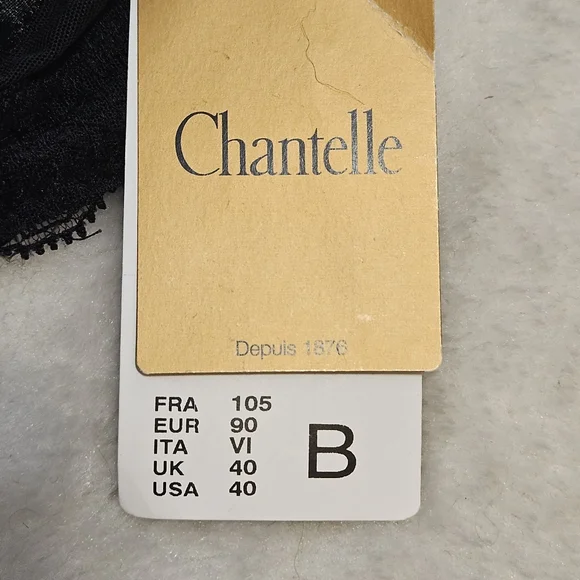 Chantelle
Depuis 1876
FRA 105
EUR 90
ITA VI
UK 40
USA 40
B